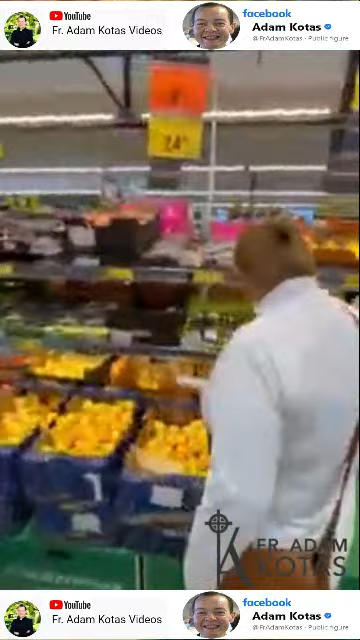 YouTube
Fr. Adam Kotas Videos
facebook
Adam Kotas
@FrAdamKotas · Public figure
24
FR. ADAM
KOTAS
YouTube
Fr. Adam Kotas Videos
facebook
Adam Kotas
@FrAdamKotas · Public figure